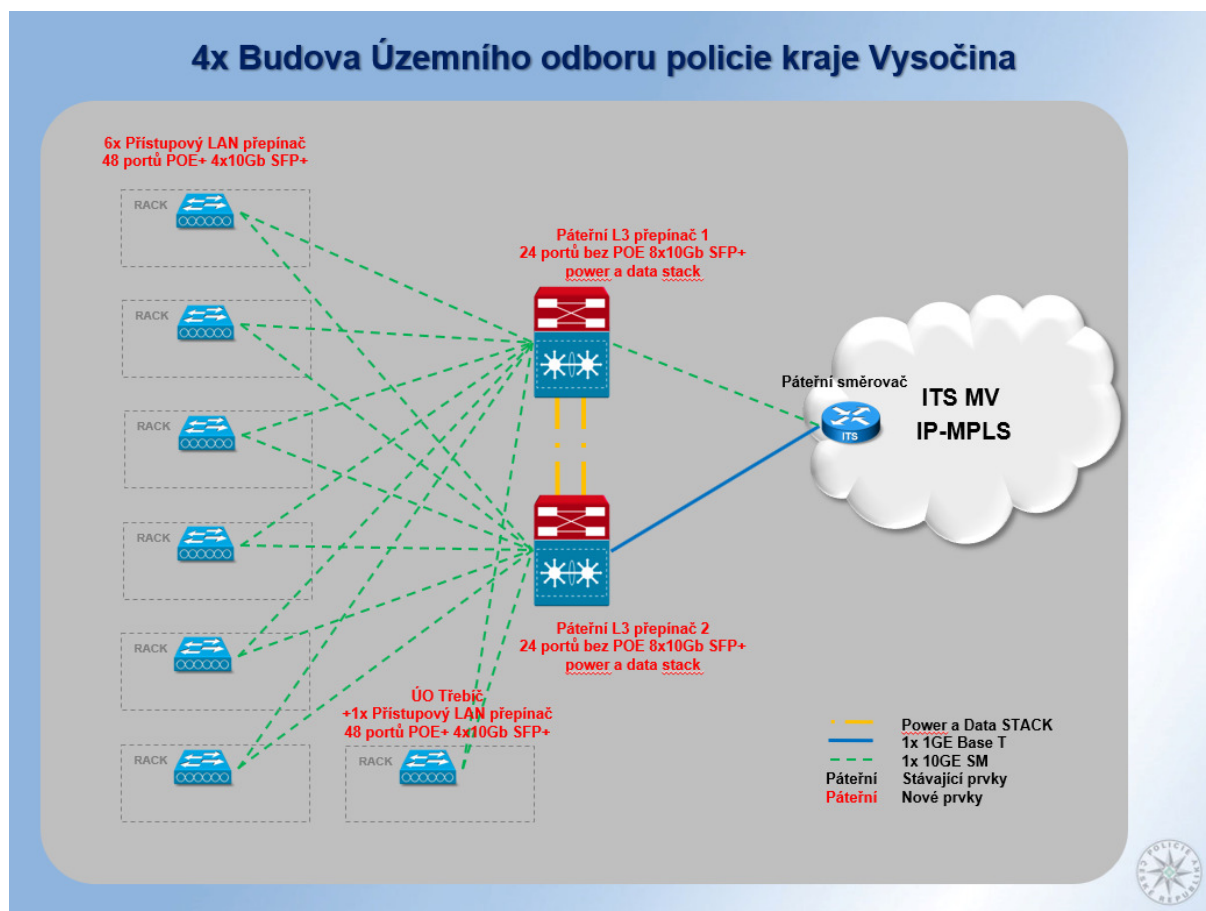 4x Budova Územního odboru policie kraje Vysočina
6x Přístupový LAN přepínač
48 portů POE+ 4x10Gb SFP+
RACK
RACK
RACK
RACK
RACK
RACK
Páteřní L3 přepínač 1
24 portů bez POE 8x10Gb SFP+
power a data stack
Páteřní směrovač
ITS
ITS MV
IP-MPLS
Páteřní L3 přepínač 2
24 portů bez POE 8x10Gb SFP+
power a data stack
ÚO Třebíč
+1x Přístupový LAN přepínač
48 portů POE+ 4x10Gb SFP+
RACK
Power a Data STACK
1x 1GE Base T
1x 10GE SM
Páteřní Stávající prvky
Páteřní Nové prvky
POLICIE ČESKÉ REPUBLIKY